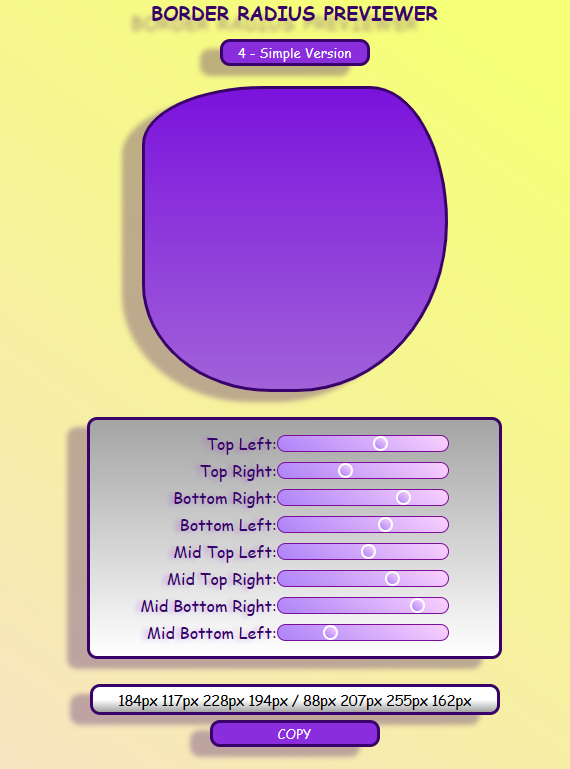 BORDER RADIUS PREVIEWER
4 - Simple Version
Top Left:
Top Right:
Bottom Right:
Bottom Left:
Mid Top Left:
Mid Top Right:
Mid Bottom Right:
Mid Bottom Left:
184px 117px 228px 194px / 88px 207px 255px 162px
COPY